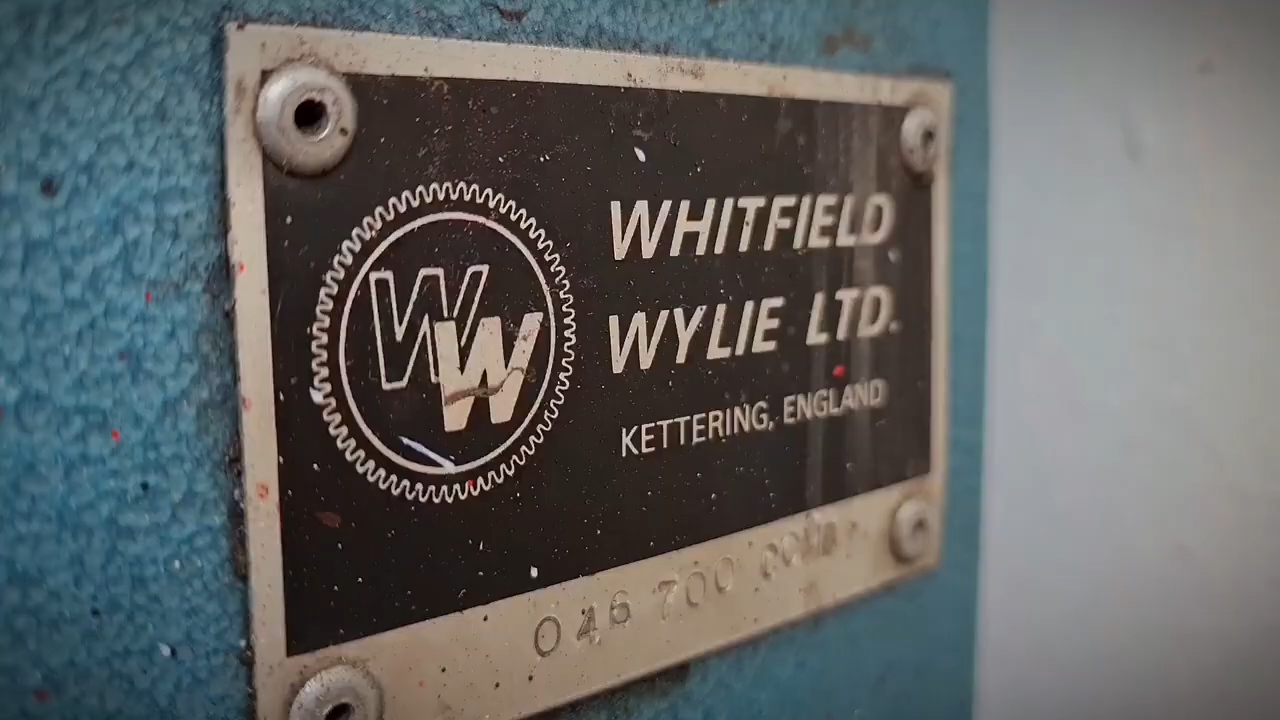 WW
WHITFIELD
WYLIE LTD.
KETTERING, ENGLAND
046 700